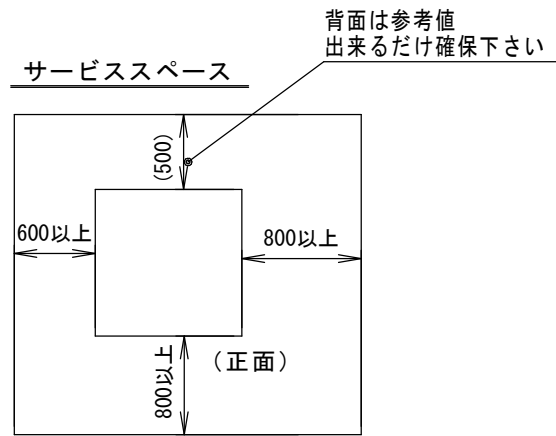 背面は参考値
出来るだけ確保下さい
サービススペース
(500)
600以上
800以上
(正面)
800以上